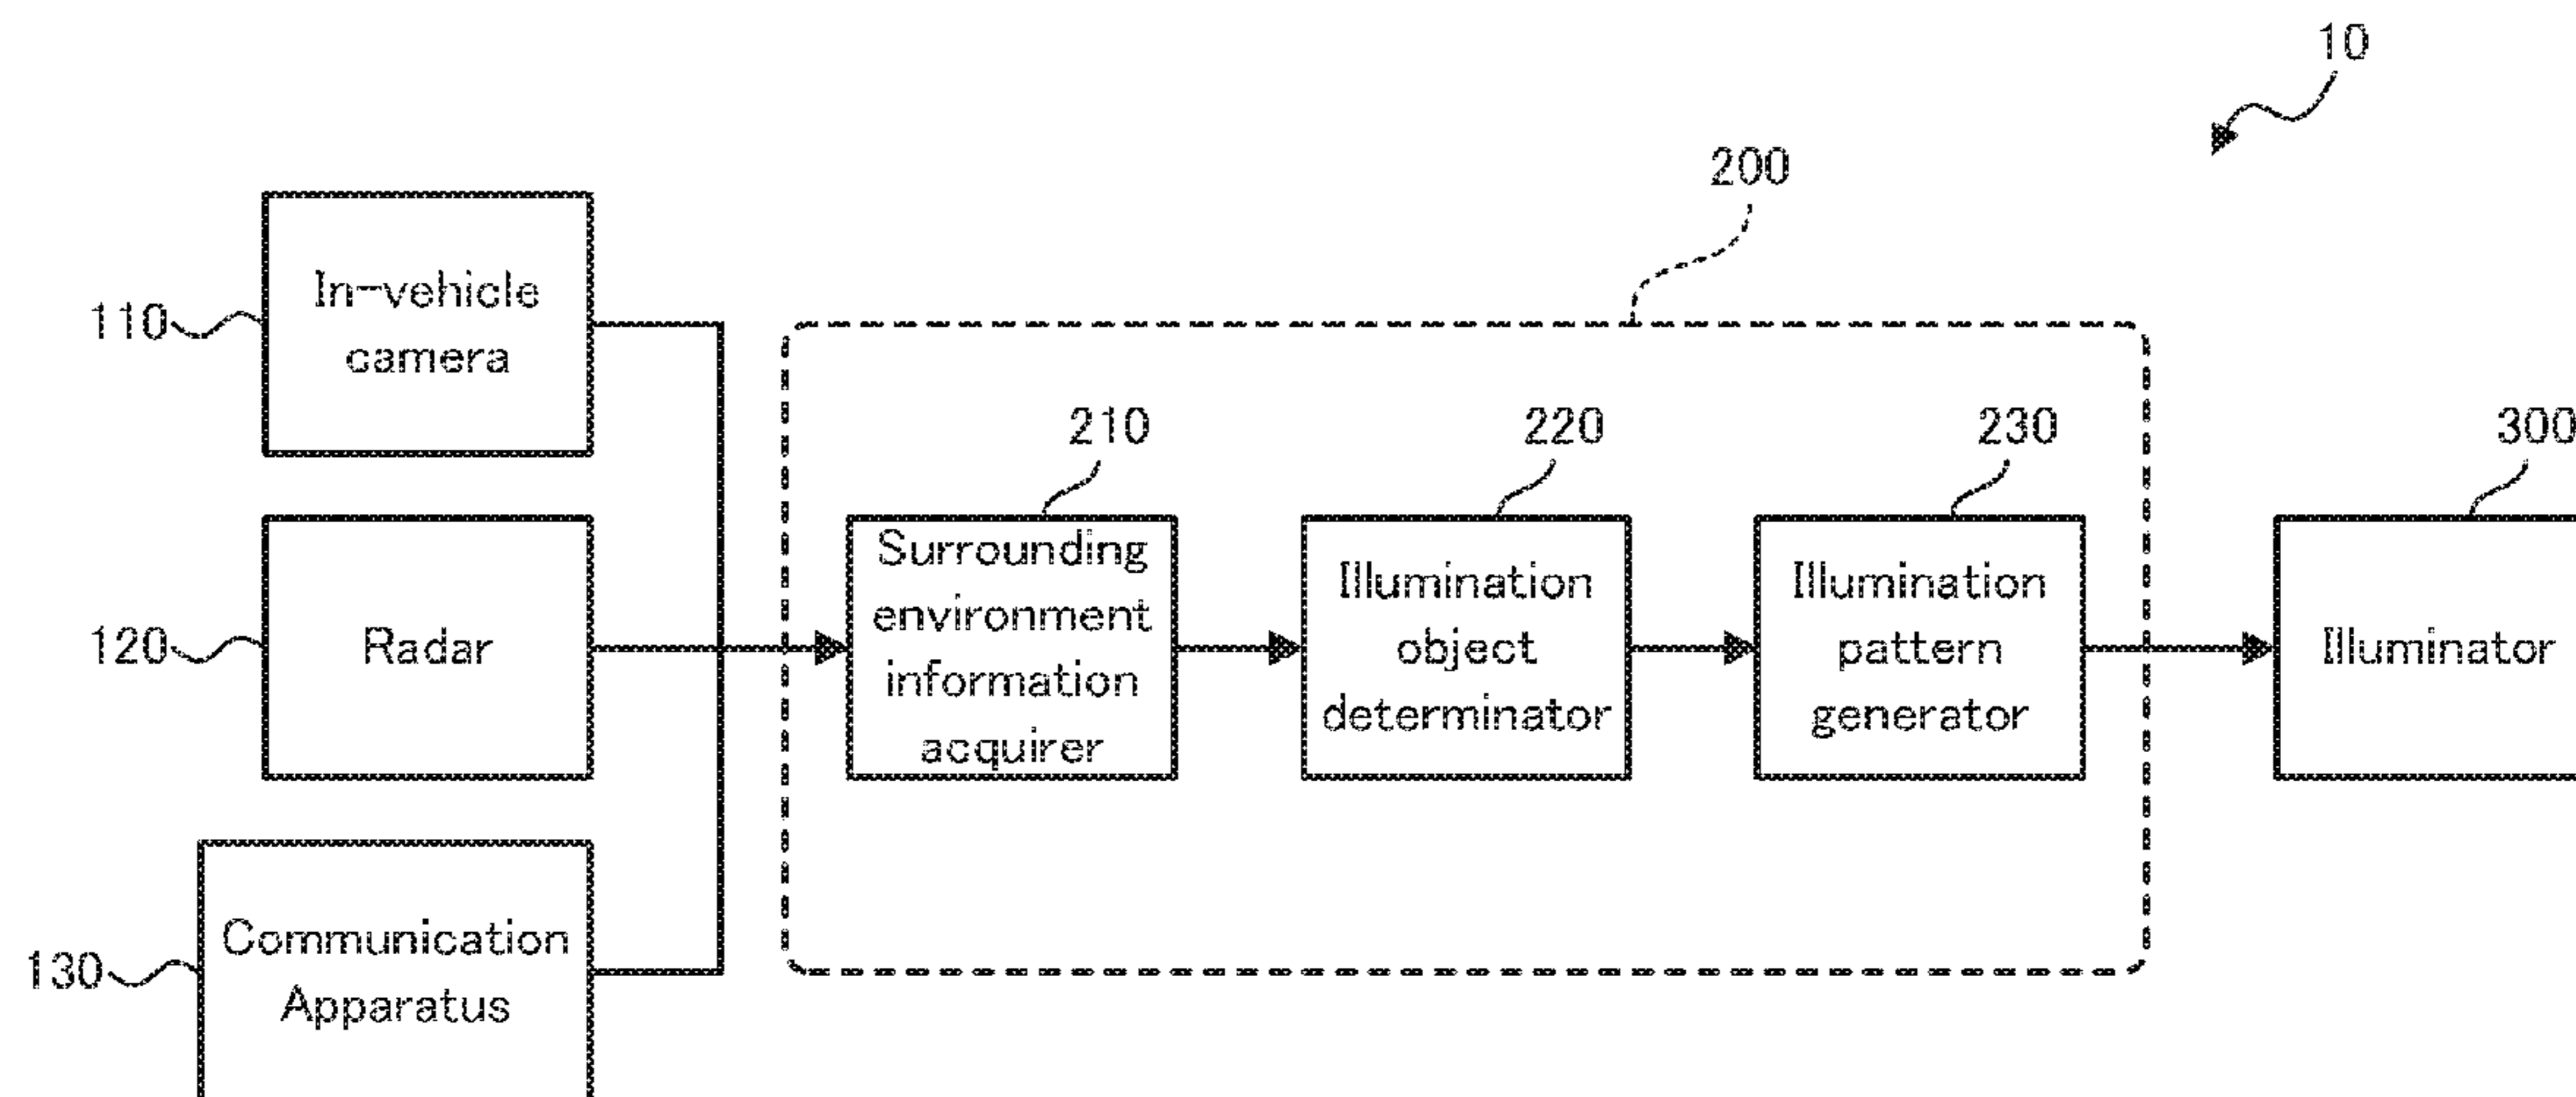 10
200
In-vehicle
camera
110
210
220
230
300
Surrounding
environment
information
acquirer
Illumination
object
determinator
Illumination
pattern
generator
Illuminator
120
Radar
Communication
Apparatus
130